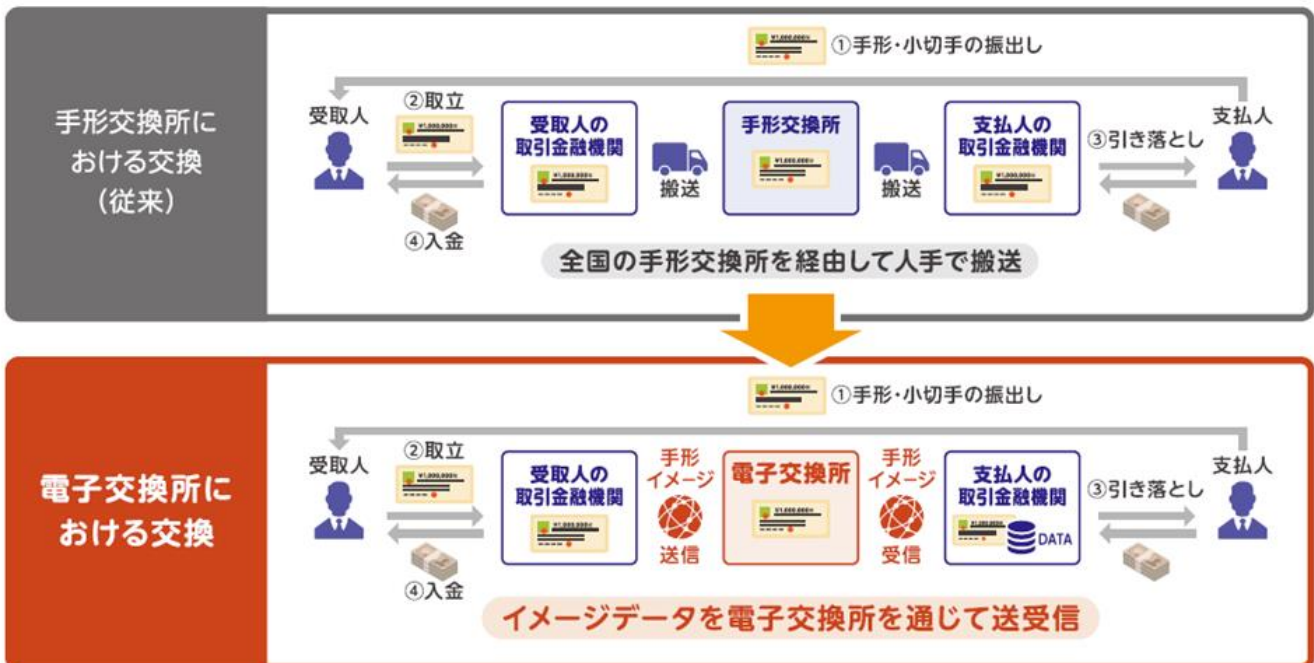 手形交換所に
おける交換
（従来）
①手形・小切手の振出し
受取人
②取立
受取人の
取引金融機関
搬送
手形交換所
搬送
支払人の
取引金融機関
③引き落とし
支払人
④入金
全国の手形交換所を経由して人手で搬送
電子交換所に
おける交換
①手形・小切手の振出し
受取人
②取立
受取人の
取引金融機関
手形
イメージ
送信
電子交換所
手形
イメージ
受信
支払人の
取引金融機関
DATA
③引き落とし
支払人
④入金
イメージデータを電子交換所を通じて送受信